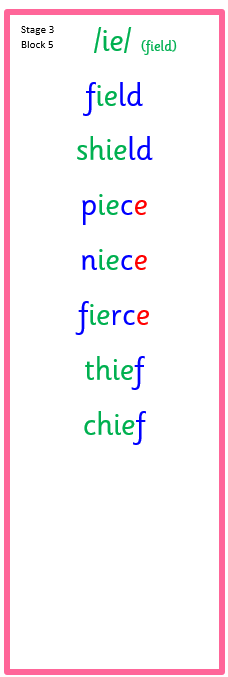 Stage 3
Block 5
/ie/ (field)
field
shield
piece
niece
fierce
thief
chief